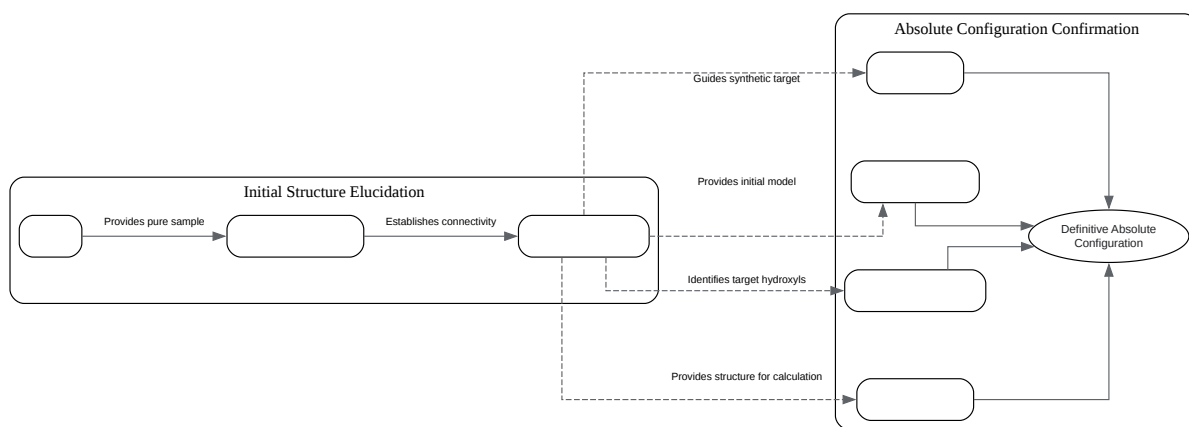 Absolute Configuration Confirmation
Guides synthetic target
Provides initial model
Initial Structure Elucidation
Provides pure sample
Establishes connectivity
Definitive Absolute
Configuration
Identifies target hydroxyls
Provides structure for calculation